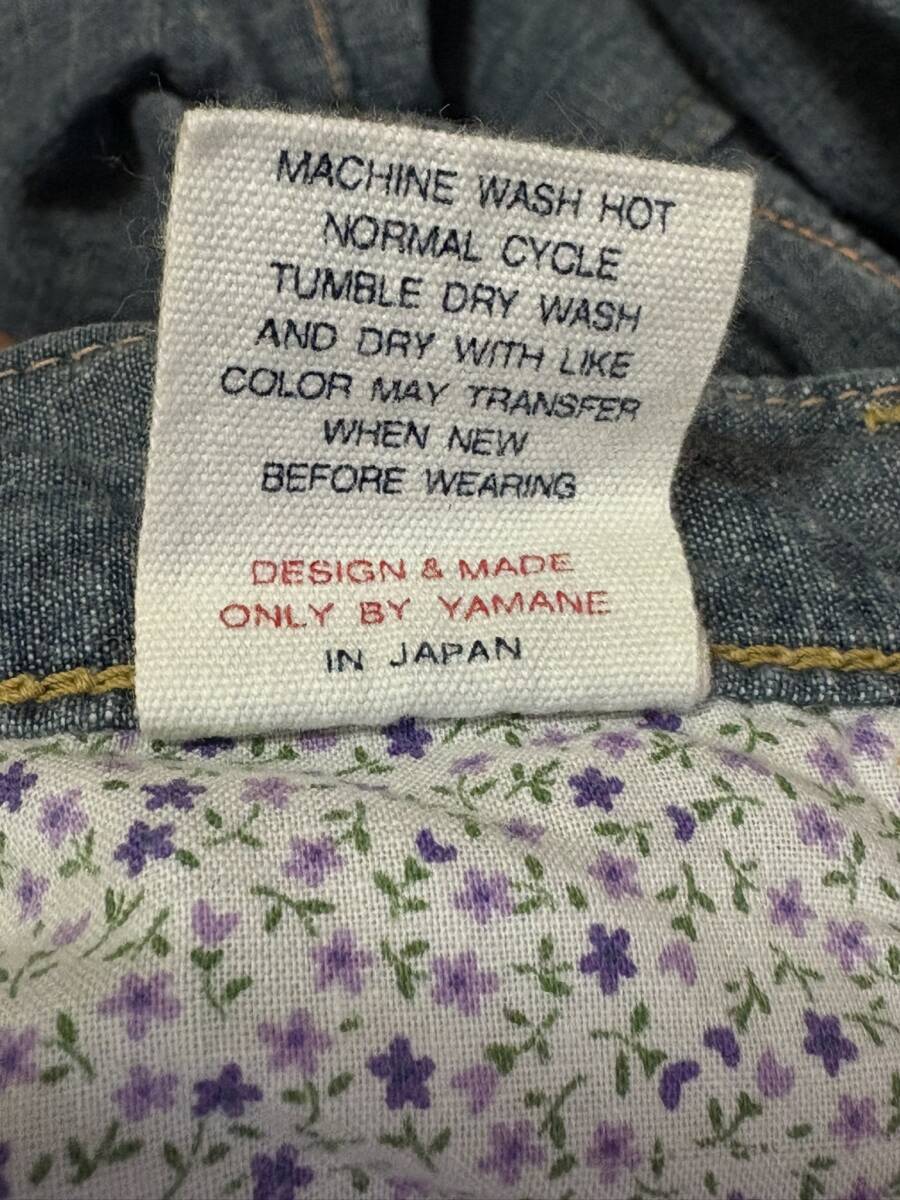 MACHINE WASH HOT
NORMAL CYCLE
TUMBLE DRY WASH
AND DRY WITH LIKE
COLOR MAY TRANSFER
WHEN NEW
BEFORE WEARING
DESIGN & MADE
ONLY BY YAMANE
IN JAPAN